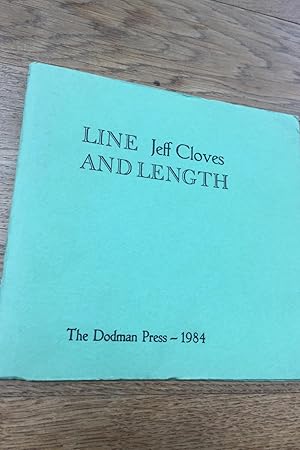 LINE Jeff Cloves
AND LENGTH
The Dodman Press – 1984